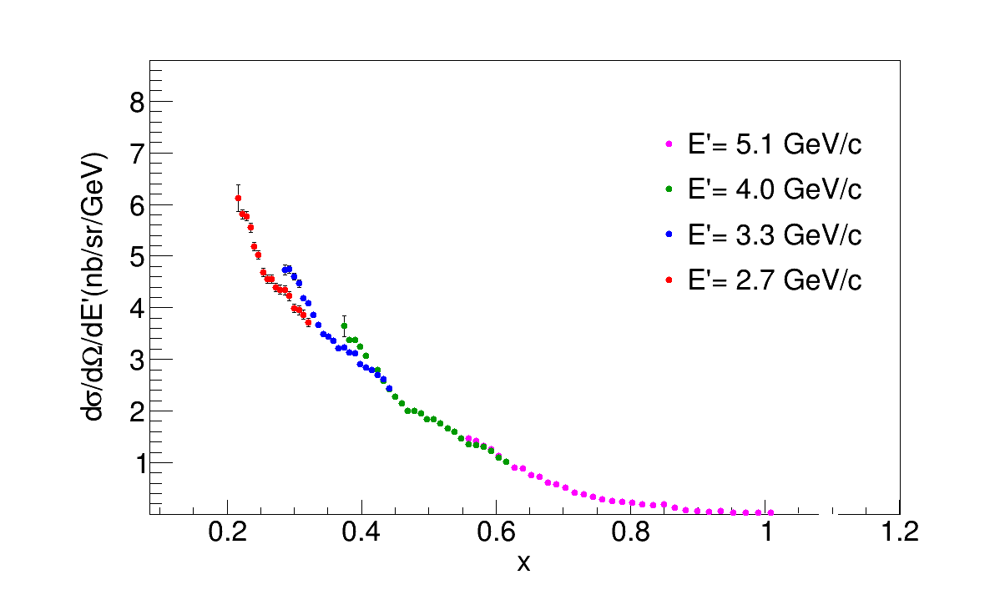 dσ/dΩ/dE'(nb/sr/GeV)
8
7
6
5
4
3
2
1
E'= 5.1 GeV/c
E'= 4.0 GeV/c
E'= 3.3 GeV/c
E'= 2.7 GeV/c
0.2 0.4 0.6 0.8 1 1.2
x